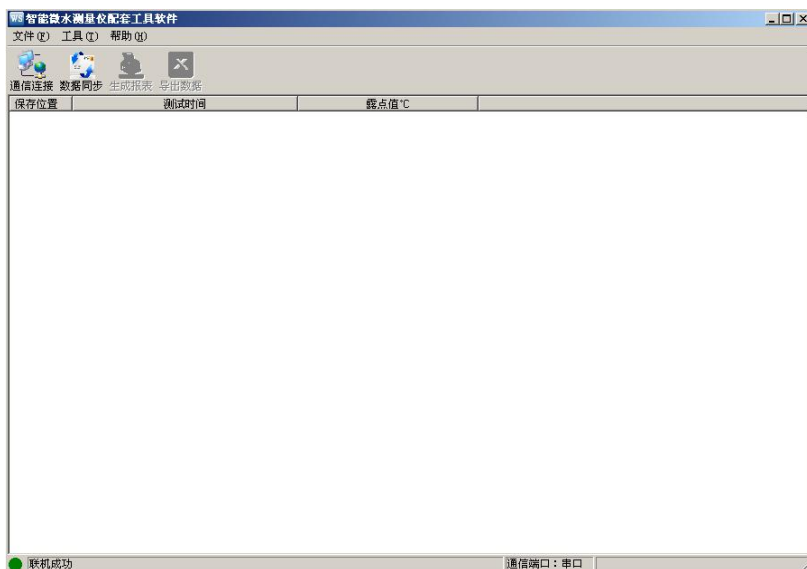 WS 智能微水测量仪配套工具软件
文件(F) 工具(T) 帮助(H)
通信连接 数据同步 生成报表 导出数据
保存位置 测试时间 露点值℃
联机成功 通信端口：串口